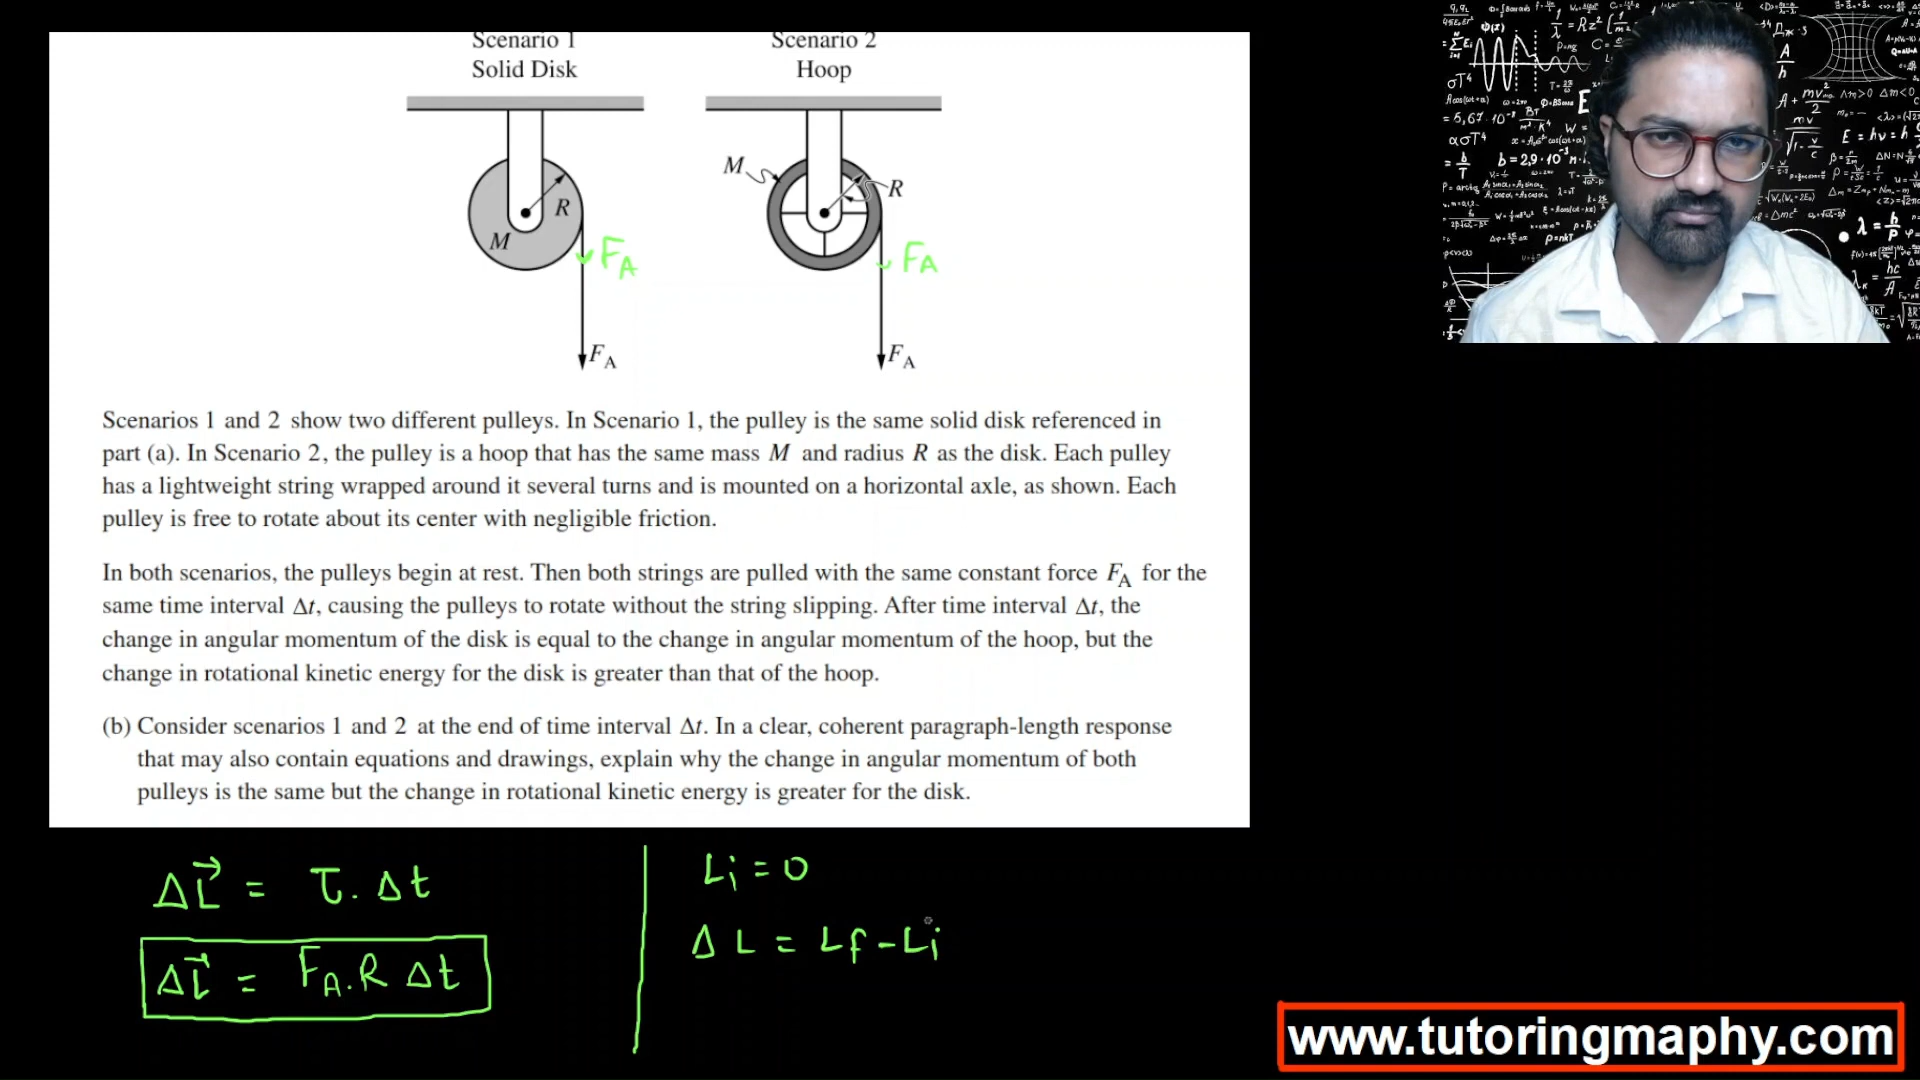 Scenario 1
Solid Disk
Scenario 2
Hoop
R
M
F_A
F_A
M
R
F_A
F_A
Scenarios 1 and 2 show two different pulleys. In Scenario 1, the pulley is the same solid disk referenced in
part (a). In Scenario 2, the pulley is a hoop that has the same mass M and radius R as the disk. Each pulley
has a lightweight string wrapped around it several turns and is mounted on a horizontal axle, as shown. Each
pulley is free to rotate about its center with negligible friction.
In both scenarios, the pulleys begin at rest. Then both strings are pulled with the same constant force F_A for the
same time interval Δt, causing the pulleys to rotate without the string slipping. After time interval Δt, the
change in angular momentum of the disk is equal to the change in angular momentum of the hoop, but the
change in rotational kinetic energy for the disk is greater than that of the hoop.
(b) Consider scenarios 1 and 2 at the end of time interval Δt. In a clear, coherent paragraph-length response
that may also contain equations and drawings, explain why the change in angular momentum of both
pulleys is the same but the change in rotational kinetic energy is greater for the disk.
ΔL⃗ = τ. Δt
ΔL⃗ = F_A. R Δt
Li = 0
ΔL = Lf - Li
www.tutoringmaphy.com